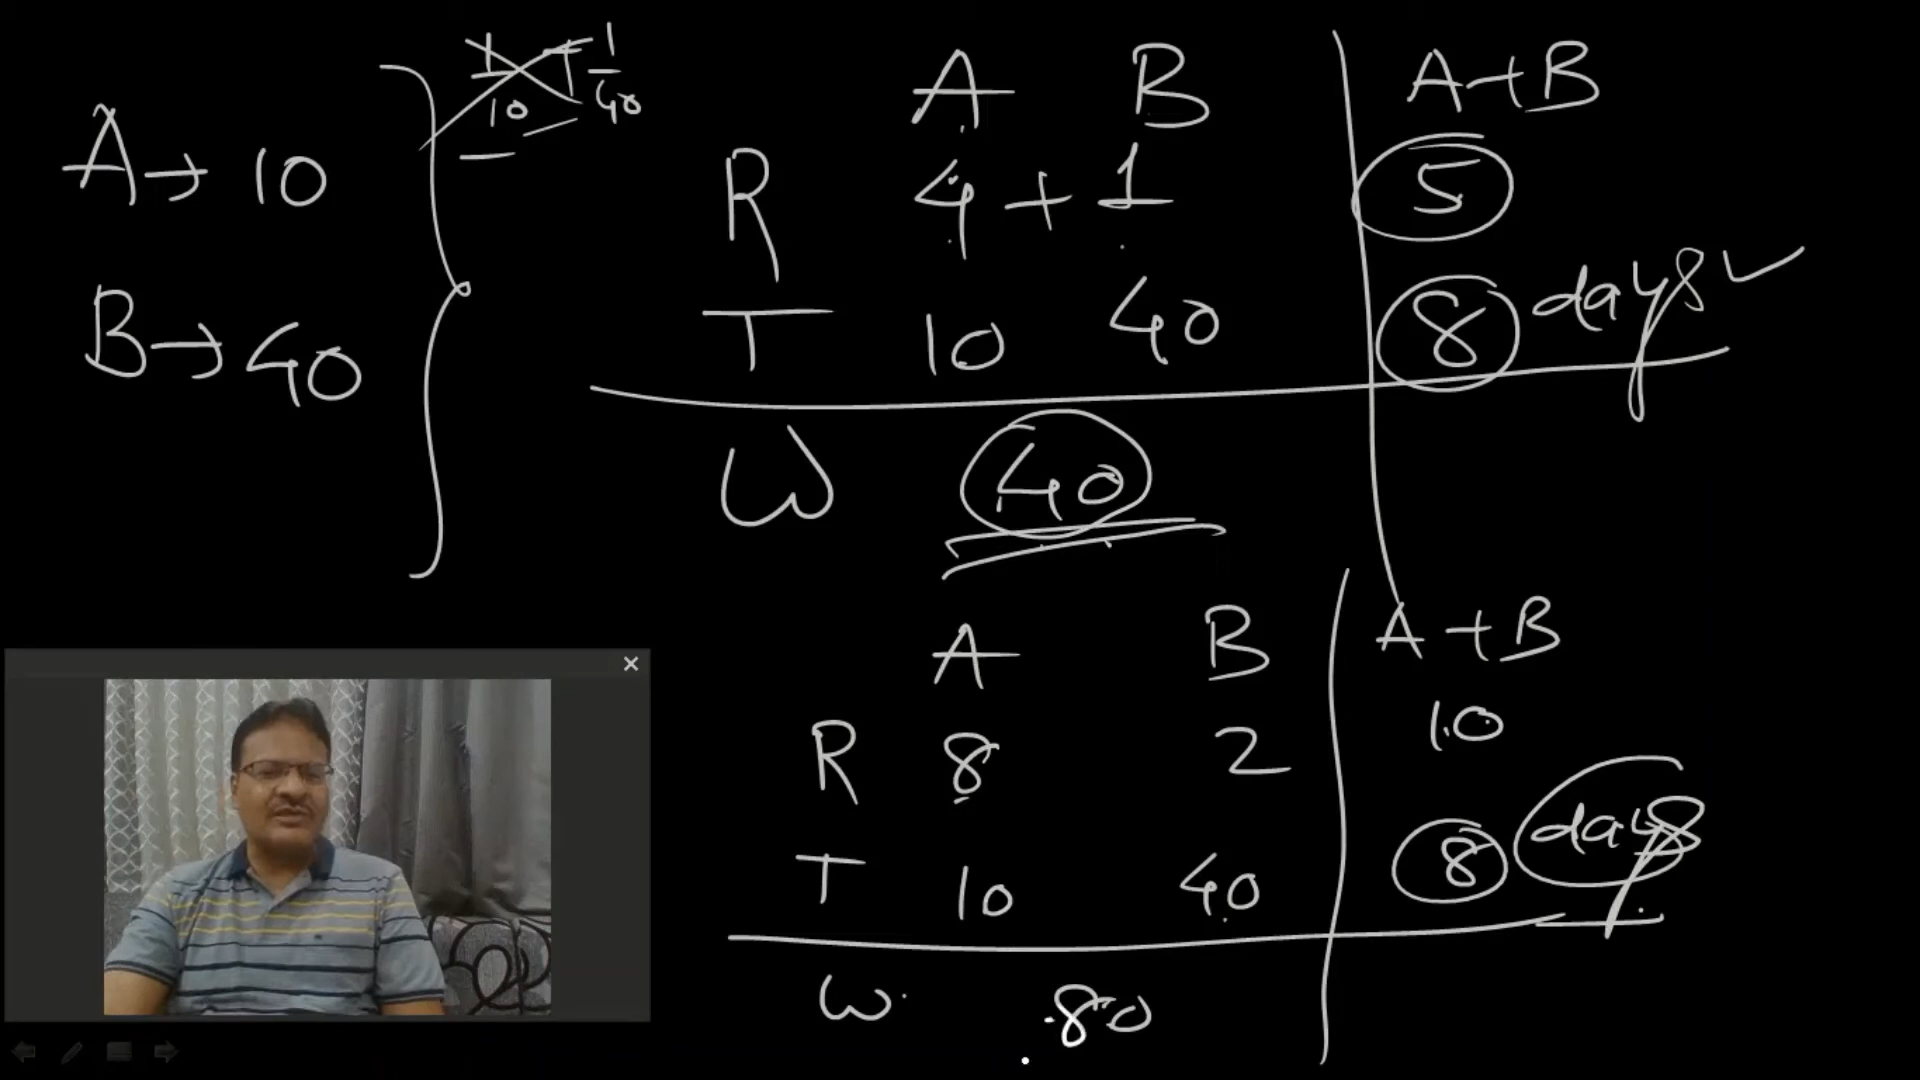 A → 10
B → 40
1/10 + 1/40
A B A+B
R 4 + 1 5
T 10 40 8 days ✓
W 40
A B A+B
R 8 2 10
T 10 40 8 days
W 80